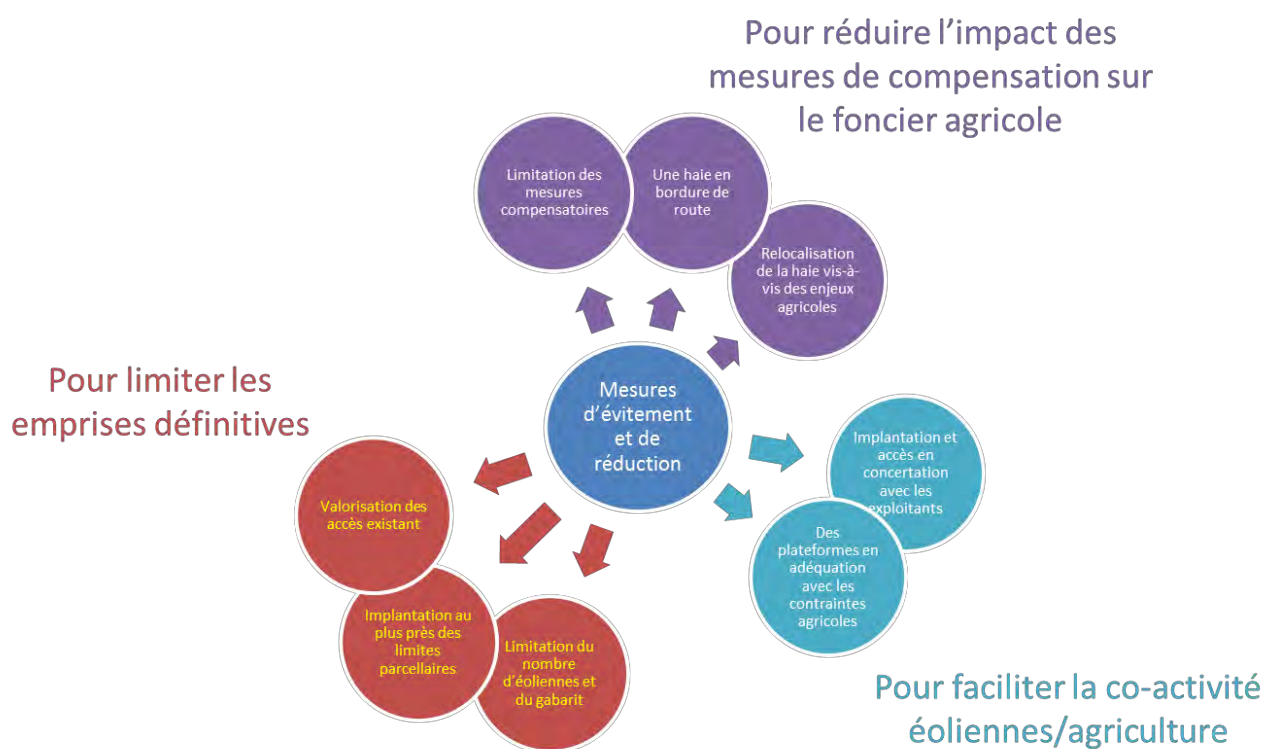 Pour réduire l'impact des
mesures de compensation sur
le foncier agricole
Limitation des
mesures
compensatoires
Une haie en
bordure de
route
Relocalisation
de la haie vis-à-
vis des enjeux
agricoles
Mesures
d'évitement
et de
réduction
Pour limiter les
emprises définitives
Valorisation des
accès existant
Implantation au
plus près des
limites
parcellaires
Limitation du
nombre
d'éoliennes et
du gabarit
Implantation et
accès en
concertation
avec les
exploitants
Des
plateformes en
adéquation
avec les
contraintes
agricoles
Pour faciliter la co-activité
éoliennes/agriculture